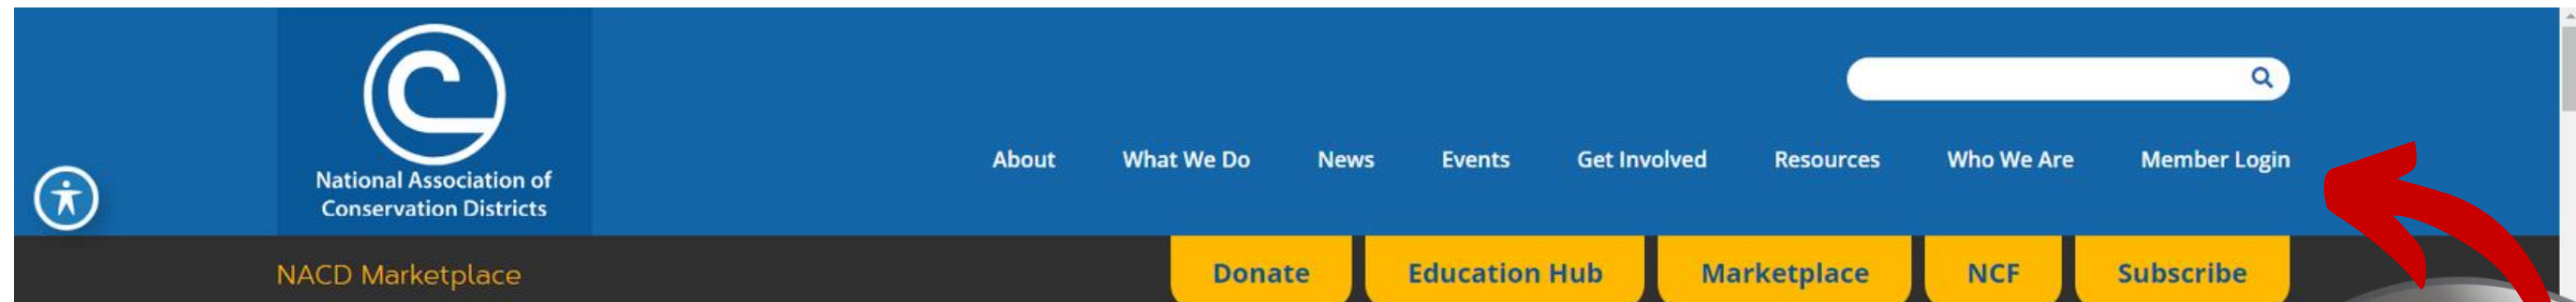 National Association of
Conservation Districts
About What We Do News Events Get Involved Resources Who We Are Member Login
NACD Marketplace
Donate Education Hub Marketplace NCF Subscribe